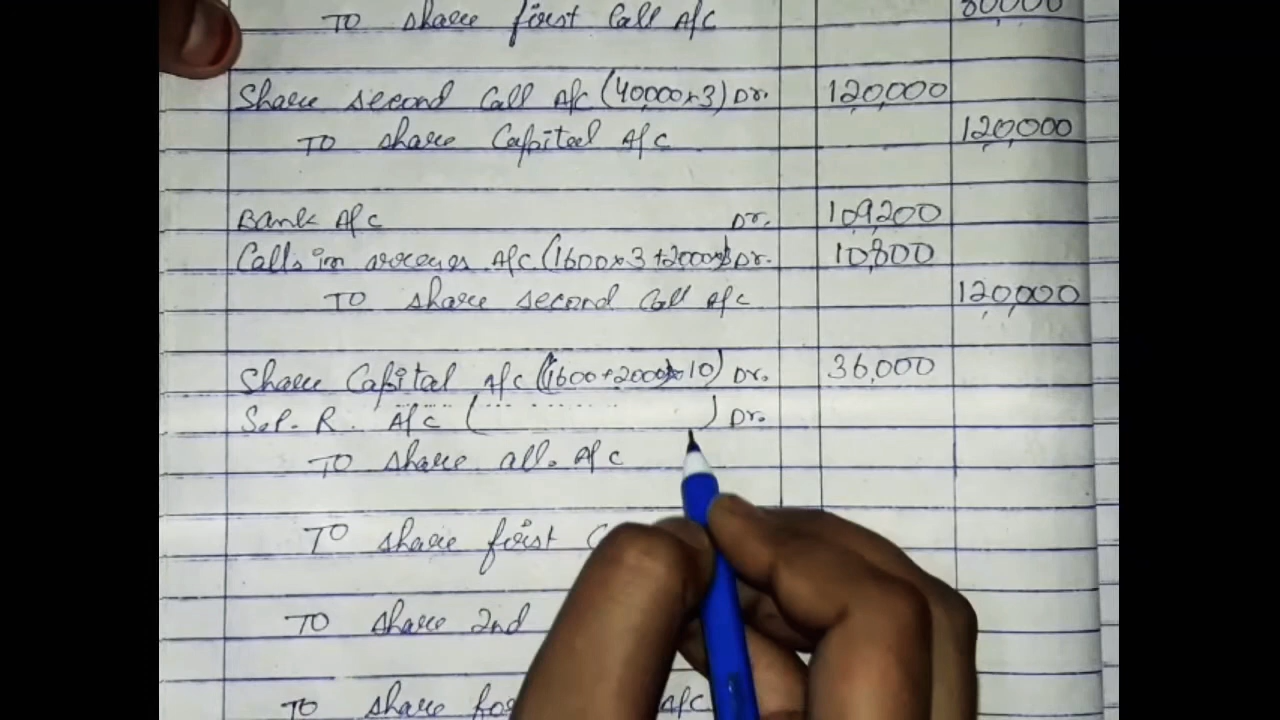 To share first Call A/c 80,000
Share second Call A/c (40,000×3) Dr. 120,000
To share Capital A/c 120,000
Bank A/c Dr. 109,200
Calls in arrears A/c (1600×3+2000×3) Dr. 10,800
To share second Call A/c 120,000
Share Capital A/c (1600+2000×10) Dr. 36,000
Sec. R. A/c ( ) Dr.
To share all. A/c
To share first
To share 2nd
To share A/c